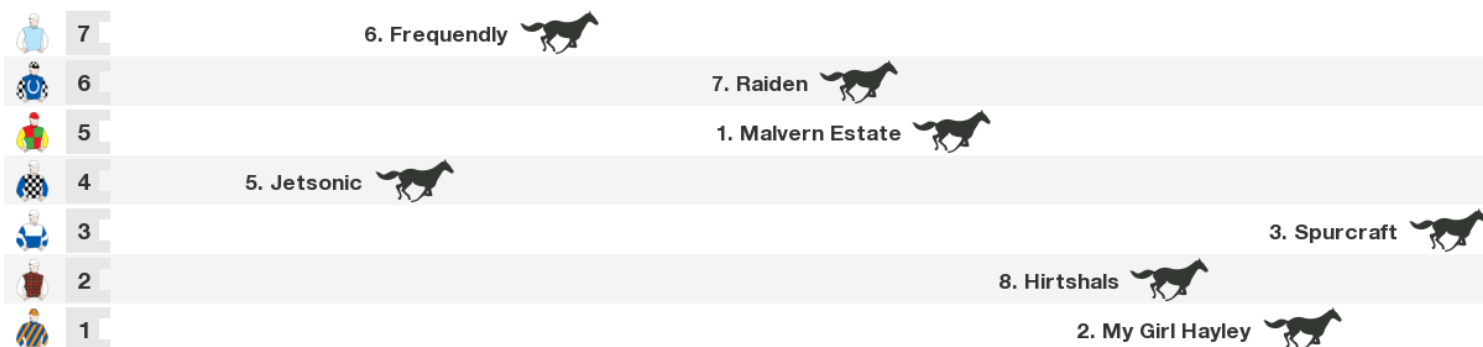 7 6. Frequendly
6 7. Raiden
5 1. Malvern Estate
4 5. Jetsonic
3 3. Spurcraft
2 8. Hirtshals
1 2. My Girl Hayley